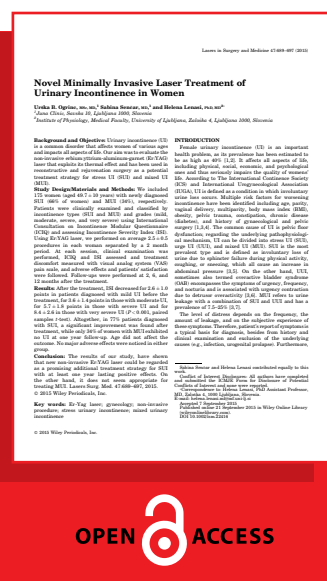 Lasers in Surgery and Medicine 47:689–697 (2015)
Novel Minimally Invasive Laser Treatment of
Urinary Incontinence in Women
Urška B. Ogrinc, MD, MS,¹ Sabina Senčar, MD,¹ and Helena Lenasi, PhD MD²*
¹Juna Clinic, Savska 10, Ljubljana 1000, Slovenia
²Institute of Physiology, Medical Faculty, University of Ljubljana, Zaloška 4, Ljubljana 1000, Slovenia
Background and Objective: Urinary incontinence (UI)
is a common disorder that affects women of various ages
and impacts all aspects of life. Our aim was to evaluate the
non-invasive erbium:yttrium-aluminum-garnet (Er:YAG)
laser that exploits its thermal effect and has been used in
reconstructive and rejuvenation surgery as a potential
treatment strategy for stress UI (SUI) and mixed UI
(MUI).
Study Design/Materials and Methods: We included
175 women (aged 49.7 ± 10 years) with newly diagnosed
SUI (66% of women) and MUI (34%), respectively.
Patients were clinically examined and classified by
incontinence types (SUI and MUI) and grades (mild,
moderate, severe, and very severe) using International
Consultation on Incontinence Modular Questionnaire
(ICIQ) and assessing Incontinence Severity Index (ISI).
Using Er:YAG laser, we performed on average 2.5 ± 0.5
procedures in each woman separated by a 2 month
period. At each session, clinical examination was
performed, ICIQ and ISI assessed and treatment
discomfort measured with visual analog system (VAS)
pain scale, and adverse effects and patients' satisfaction
were followed. Follow-ups were performed at 2, 6, and
12 months after the treatment.
Results: After the treatment, ISI decreased for 2.6 ± 1.0
points in patients diagnosed with mild UI before the
treatment, for 3.6 ± 1.4 points in those with moderate UI,
for 5.7 ± 1.8 points in those with severe UI and for
8.4 ± 2.6 in those with very severe UI (P < 0.001, paired
samples t-test). Altogether, in 77% patients diagnosed
with SUI, a significant improvement was found after
treatment, while only 34% of women with MUI exhibited
no UI at one year follow-up. Age did not affect the
outcome. No major adverse effects were noticed in either
group.
Conclusion: The results of our study, have shown
that new non-invasive Er:YAG laser could be regarded
as a promising additional treatment strategy for SUI
with at least one year lasting positive effects. On
the other hand, it does not seem appropriate for
treating MUI. Lasers Surg. Med. 47:689–697, 2015.
© 2015 Wiley Periodicals, Inc.
Key words: Er:Yag laser; gynecology; non-invasive
procedure; stress urinary incontinence; mixed urinary
incontinence
© 2015 Wiley Periodicals, Inc.
INTRODUCTION
Female urinary incontinence (UI) is an important
health problem, as its prevalence has been estimated to
be as high as 40% [1,2]. It affects all aspects of life,
including physical, social, economic, and psychological
ones and thus seriously impairs the quality of womens'
life. According to The International Continence Society
(ICS) and International Urogynecological Association
(IUGA), UI is defined as a condition in which involuntary
urine loss occurs. Multiple risk factors for worsening
incontinence have been identified including age, parity,
vaginal delivery, multiparity, body mass index (BMI),
obesity, pelvic trauma, constipation, chronic disease
(diabetes), and history of gynaecological and pelvic
surgery [1,3,4]. The common cause of UI is pelvic floor
dysfunction; regarding the underlying pathophysiologi-
cal mechanism, UI can be divided into stress UI (SUI),
urge UI (UUI), and mixed UI (MUI). SUI is the most
prevalent type and is defined as involuntary loss of
urine due to sphincter failure during physical activity,
coughing, or sneezing, which all cause an increase in
abdominal pressure [3,5]. On the other hand, UUI,
sometimes also termed overactive bladder syndrome
(OAB) encompasses the symptoms of urgency, frequency,
and nocturia and is associated with urgency contraction
due to detrusor overactivity [3,6]. MUI refers to urine
leakage with a combination of SUI and UUI and has a
prevalence of 7.5–25% [3,7].
The level of distress depends on the frequency, the
amount of leakage, and on the subjective experience of
these symptoms. Therefore, patient's report of symptoms is
a typical basis for diagnosis, besides from history and
clinical examination and exclusion of the underlying
causes (e.g., infection, urogenital prolapse). Furthermore,
Sabina Senčar and Helena Lenasi contributed equally to this
work.
Conflict of Interest Disclosures: All authors have completed
and submitted the ICMJE Form for Disclosure of Potential
Conflicts of Interest and none were reported.
*Correspondence to: Helena Lenasi, PhD Assistant Professor,
MD, Zaloška 4, 1000 Ljubljana, Slovenia.
E-mail: helena.lenasi.ml@mf.uni-lj.si
Accepted 7 September 2015
Published online 21 September 2015 in Wiley Online Library
(wileyonlinelibrary.com).
DOI 10.1002/lsm.22416
OPEN ACCESS